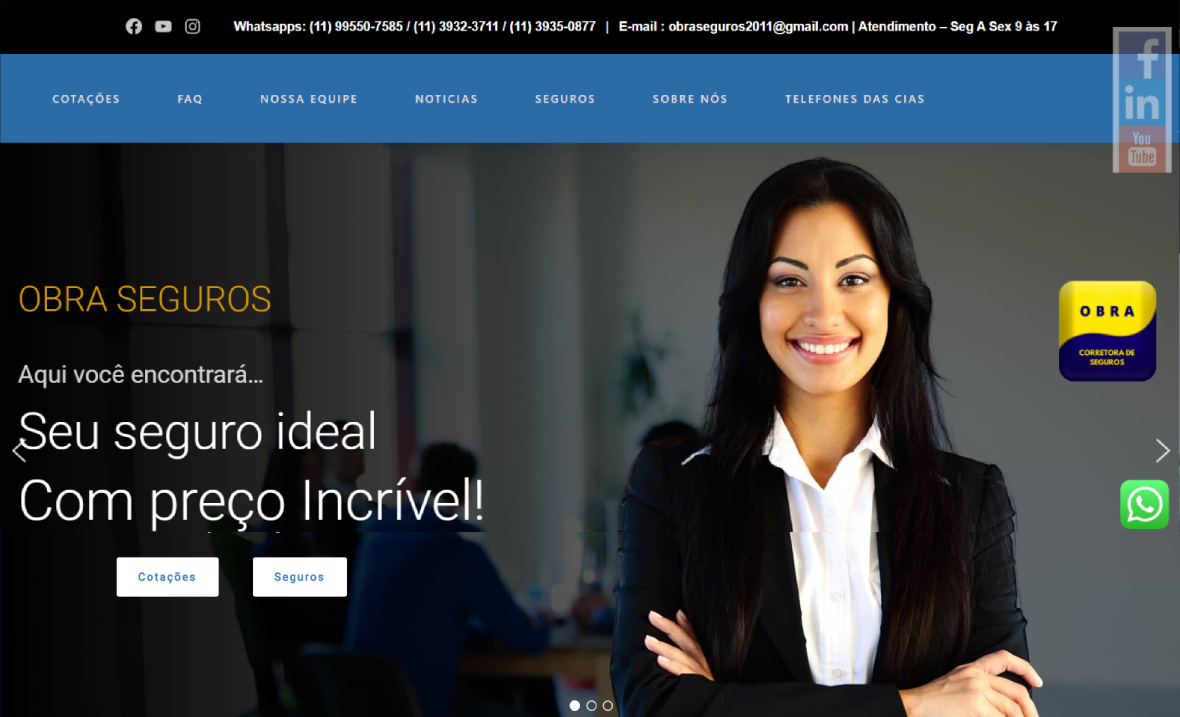 Whatsapps: (11) 99550-7585 / (11) 3932-3711 / (11) 3935-0877 | E-mail : obraseguros2011@gmail.com | Atendimento – Seg A Sex 9 às 17
COTAÇÕES FAQ NOSSA EQUIPE NOTICIAS SEGUROS SOBRE NÓS TELEFONES DAS CIAS
f
in
You
Tube
OBRA SEGUROS
OBRA
CORRETORA DE
SEGUROS
Aqui você encontrará...
Seu seguro ideal
Com preço Incrível!
Cotações Seguros